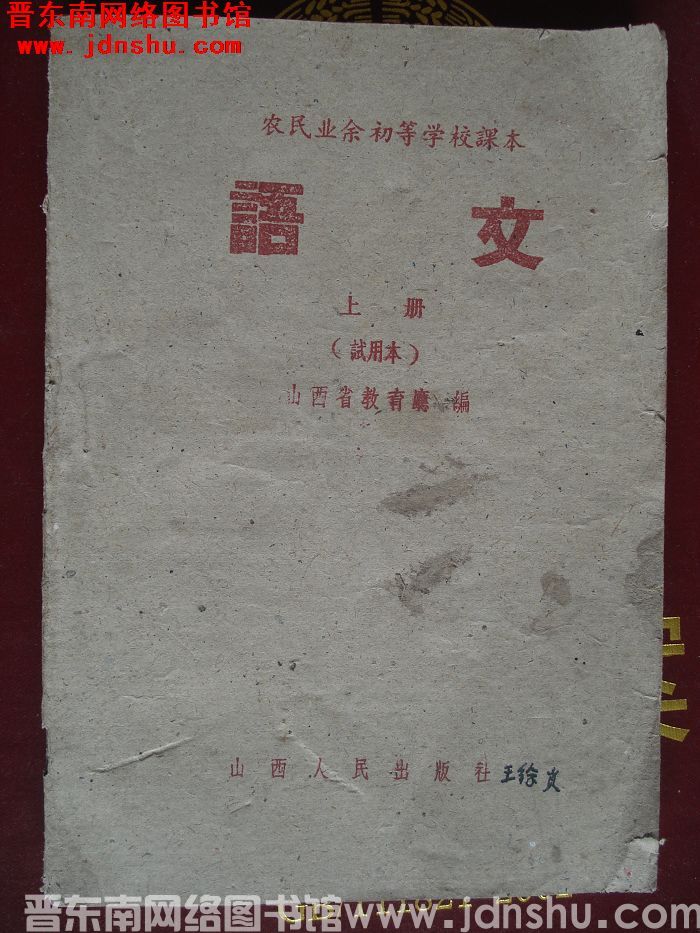 晋东南网络图书馆
www.jdnshu.com
农民业余初等学校課本
語文
上册
(試用本)
山西省教育廳編
山西人民出版社
晋东南网络图书馆 www.jdnshu.com